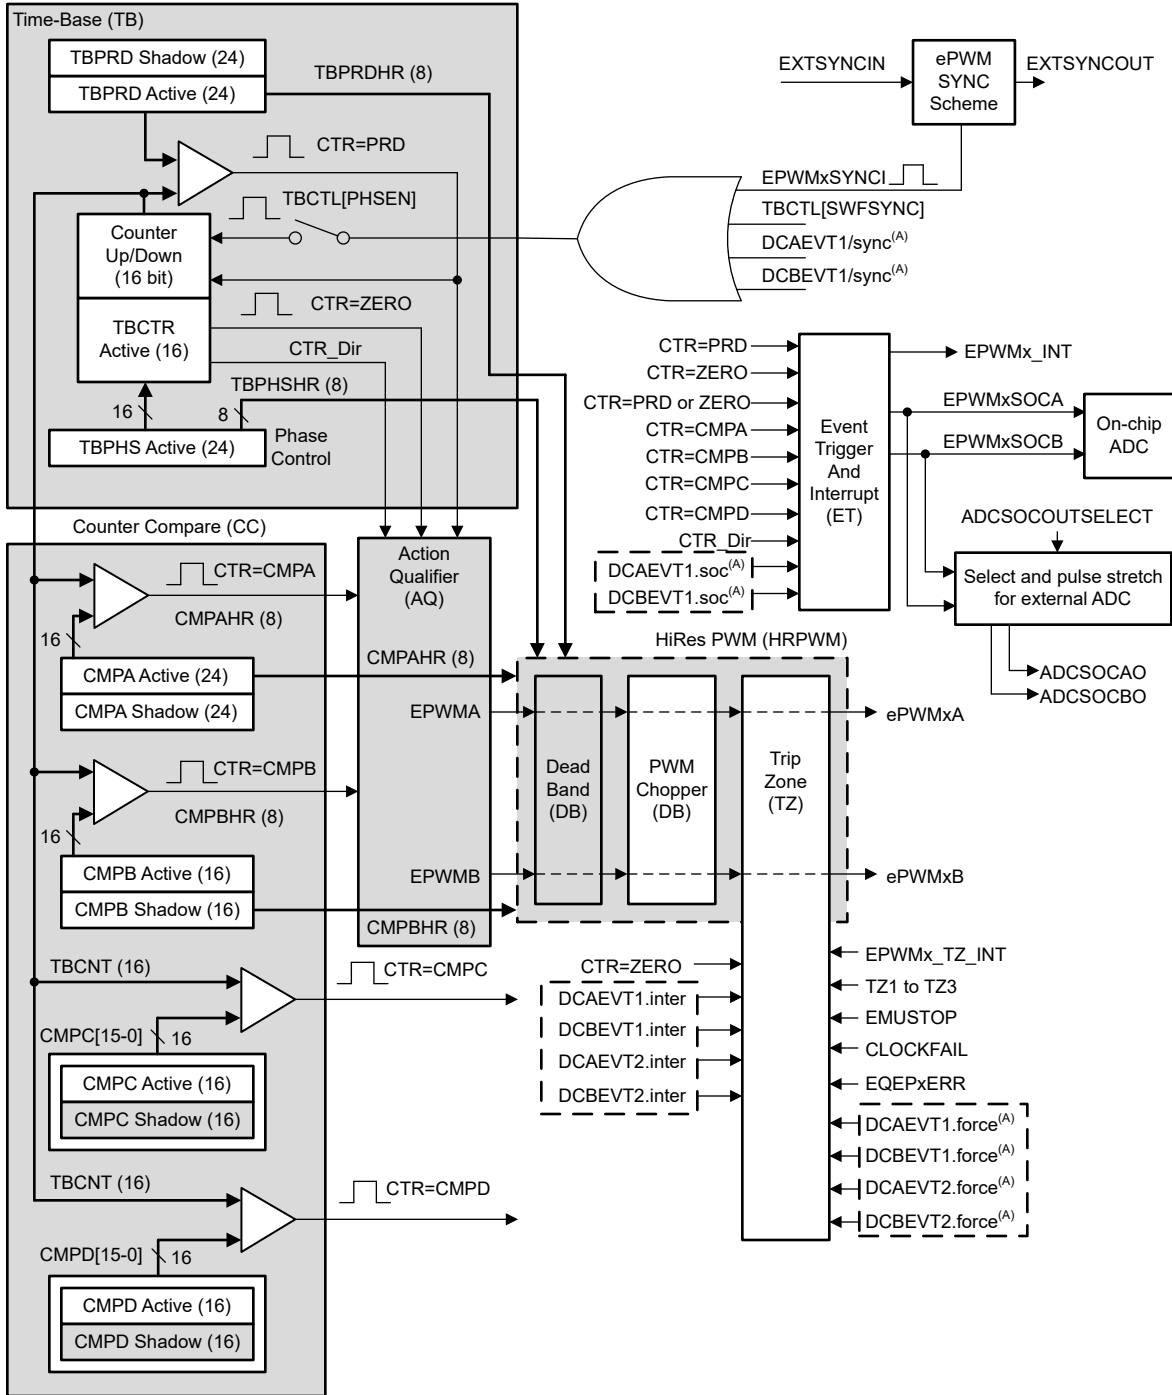 Time-Base (TB)
TBPRD Shadow (24)
TBPRD Active (24)
TBPRDHR (8)
CTR=PRD
TBCTL[PHSEN]
Counter
Up/Down
(16 bit)
CTR=ZERO
TBCTR
Active (16)
CTR_Dir
TBPHSHR (8)
16
8
TBPHS Active (24)
Phase
Control
EXTSYNCIN
ePWM
SYNC
Scheme
EXTSYNCOUT
EPWMxSYNCI
TBCTL[SWFSYNC]
DCAEVT1/sync(A)
DCBEVT1/sync(A)
CTR=PRD
CTR=ZERO
CTR=PRD or ZERO
CTR=CMPA
CTR=CMPB
CTR=CMPC
CTR=CMPD
CTR_Dir
DCAEVT1.soc(A)
DCBEVT1.soc(A)
Event
Trigger
And
Interrupt
(ET)
EPWMx_INT
EPWMxSOCA
EPWMxSOCB
On-chip
ADC
ADCSOCOUTSELECT
Select and pulse stretch
for external ADC
ADCSOCAO
ADCSOCBO
Counter Compare (CC)
CTR=CMPA
16
CMPAHR (8)
CMPA Active (24)
CMPA Shadow (24)
CTR=CMPB
16
CMPBHR (8)
CMPB Active (16)
CMPB Shadow (16)
TBCNT (16)
CTR=CMPC
CMPC[15-0]
16
CMPC Active (16)
CMPC Shadow (16)
TBCNT (16)
CTR=CMPD
CMPD[15-0]
16
CMPD Active (16)
CMPD Shadow (16)
Action
Qualifier
(AQ)
CMPAHR (8)
EPWMA
EPWMB
CMPBHR (8)
HiRes PWM (HRPWM)
Dead
Band
(DB)
PWM
Chopper
(DB)
Trip
Zone
(TZ)
ePWMxA
ePWMxB
CTR=ZERO
DCAEVT1.inter
DCBEVT1.inter
DCAEVT2.inter
DCBEVT2.inter
EPWMx_TZ_INT
TZ1 to TZ3
EMUSTOP
CLOCKFAIL
EQEPxERR
DCAEVT1.force(A)
DCBEVT1.force(A)
DCAEVT2.force(A)
DCBEVT2.force(A)